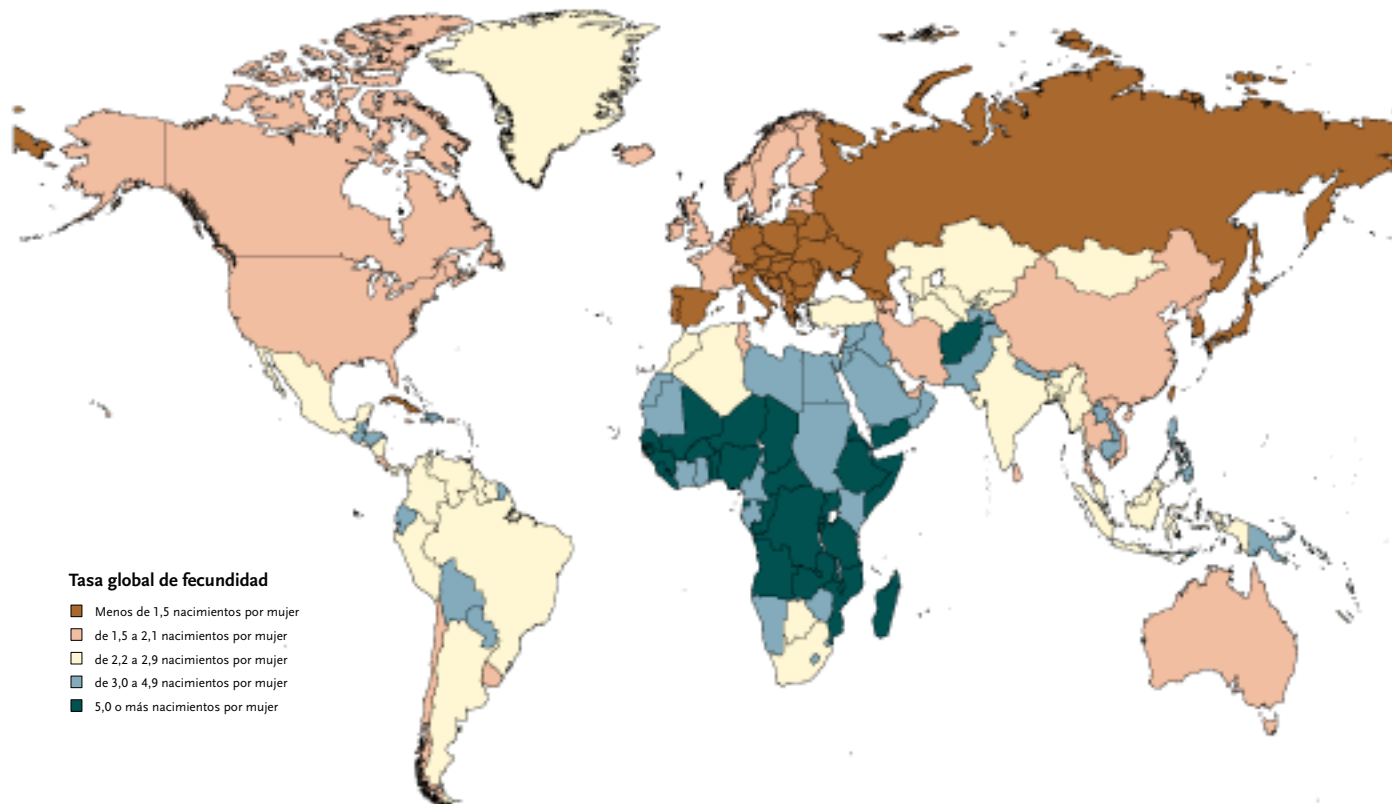 Tasa global de fecundidad
Menos de 1,5 nacimientos por mujer
de 1,5 a 2,1 nacimientos por mujer
de 2,2 a 2,9 nacimientos por mujer
de 3,0 a 4,9 nacimientos por mujer
5,0 o más nacimientos por mujer